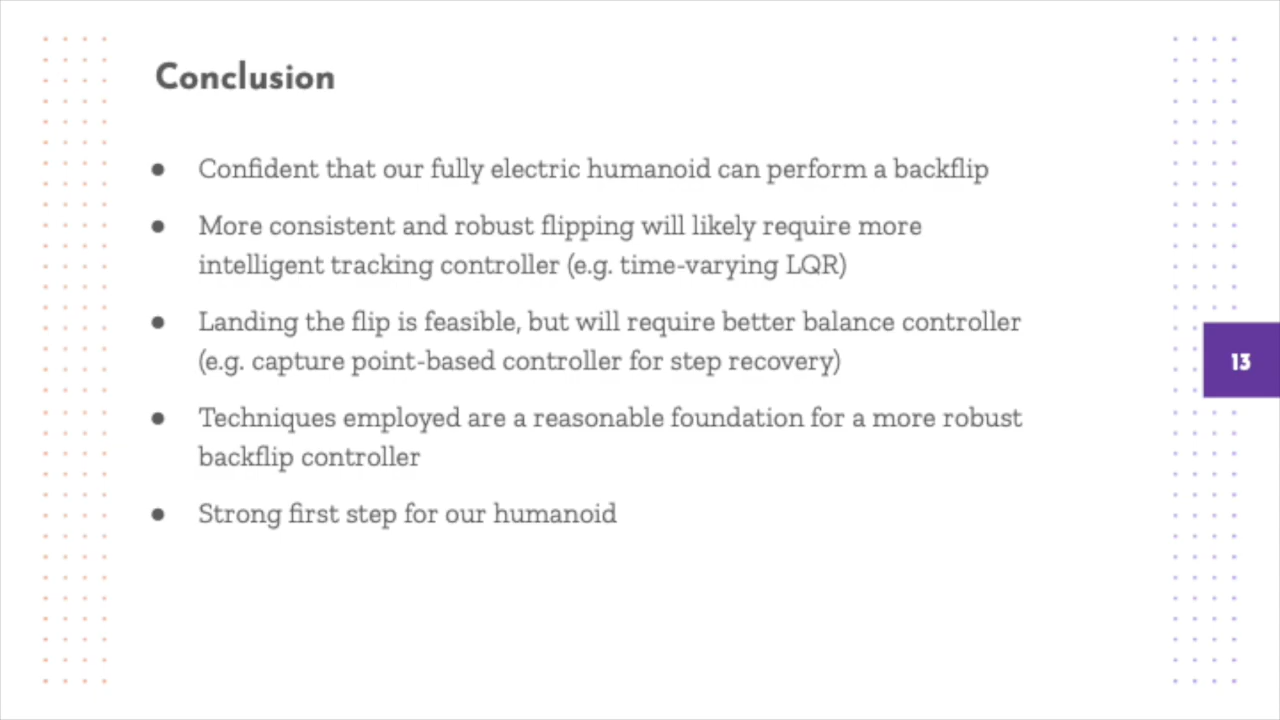 Conclusion
● Confident that our fully electric humanoid can perform a backflip
● More consistent and robust flipping will likely require more
intelligent tracking controller (e.g. time-varying LQR)
● Landing the flip is feasible, but will require better balance controller
(e.g. capture point-based controller for step recovery)
● Techniques employed are a reasonable foundation for a more robust
backflip controller
● Strong first step for our humanoid
13